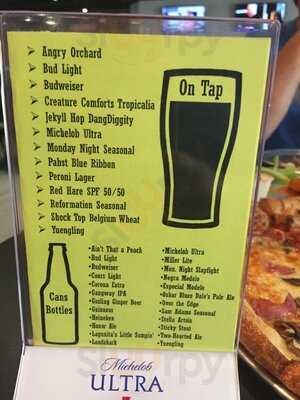 On Tap
Angry Orchard
Bud Light
Budweiser
Creature Comforts Tropicalia
Jekyll Hop DangDiggity
Michelob Ultra
Monday Night Seasonal
Pabst Blue Ribbon
Peroni Lager
Red Hare SPF 50/50
Reformation Seasonal
Shock Top Belgium Wheat
Yuengling
Cans
Bottles
•Ain't That a Peach
•Bud Light
•Budweiser
•Coors Light
•Corona Extra
•Gangway IPA
•Gosling Ginger Beer
•Guinness
•Heineken
•Howe Ale
•Lagunita's Little Sumpin'
•Landshark
•Michelob Ultra
•Miller Lite
•Mon. Night Slapfight
•Negra Modelo
•Especial Modelo
•Oskar Blues Dale's Pale Ale
•Over the Edge
•Sam Adams Seasonal
•Stella Artois
•Sticky Stout
•Two-Hearted Ale
•Yuengling
Michelob
ULTRA